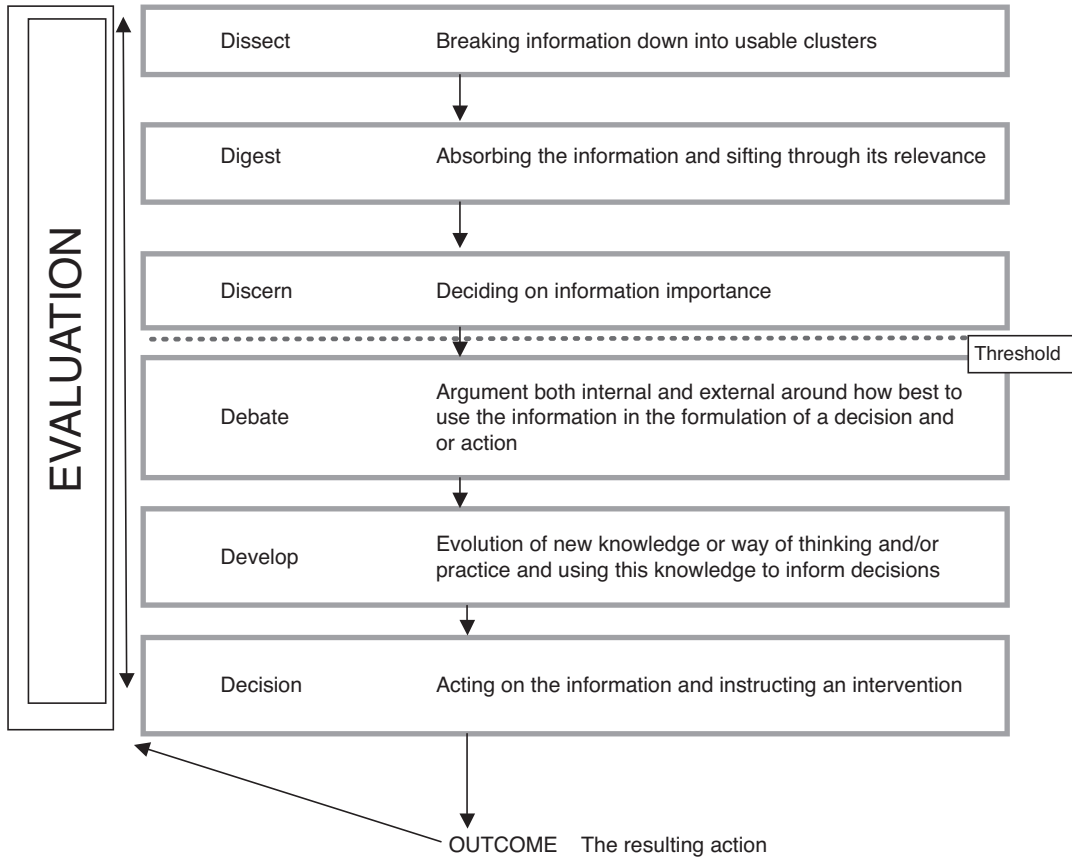 EVALUATION
Dissect Breaking information down into usable clusters
Digest Absorbing the information and sifting through its relevance
Discern Deciding on information importance
Threshold
Debate Argument both internal and external around how best to
use the information in the formulation of a decision and
or action
Develop Evolution of new knowledge or way of thinking and/or
practice and using this knowledge to inform decisions
Decision Acting on the information and instructing an intervention
OUTCOME The resulting action